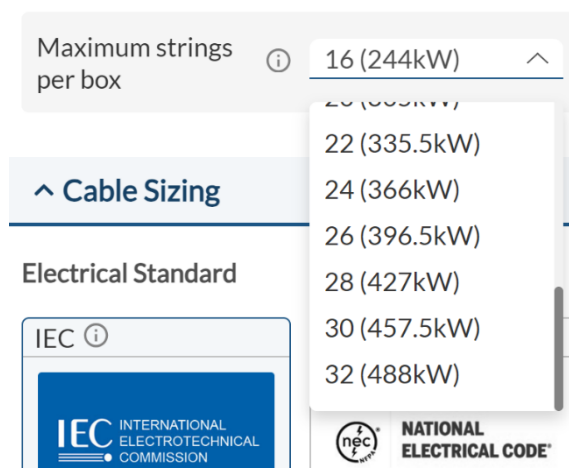 Maximum strings
per box
16 (244kW)
22 (335.5kW)
24 (366kW)
26 (396.5kW)
28 (427kW)
30 (457.5kW)
32 (488kW)
Cable Sizing
Electrical Standard
IEC
IEC INTERNATIONAL
ELECTROTECHNICAL
COMMISSION
nec
NFPA
NATIONAL
ELECTRICAL CODE®